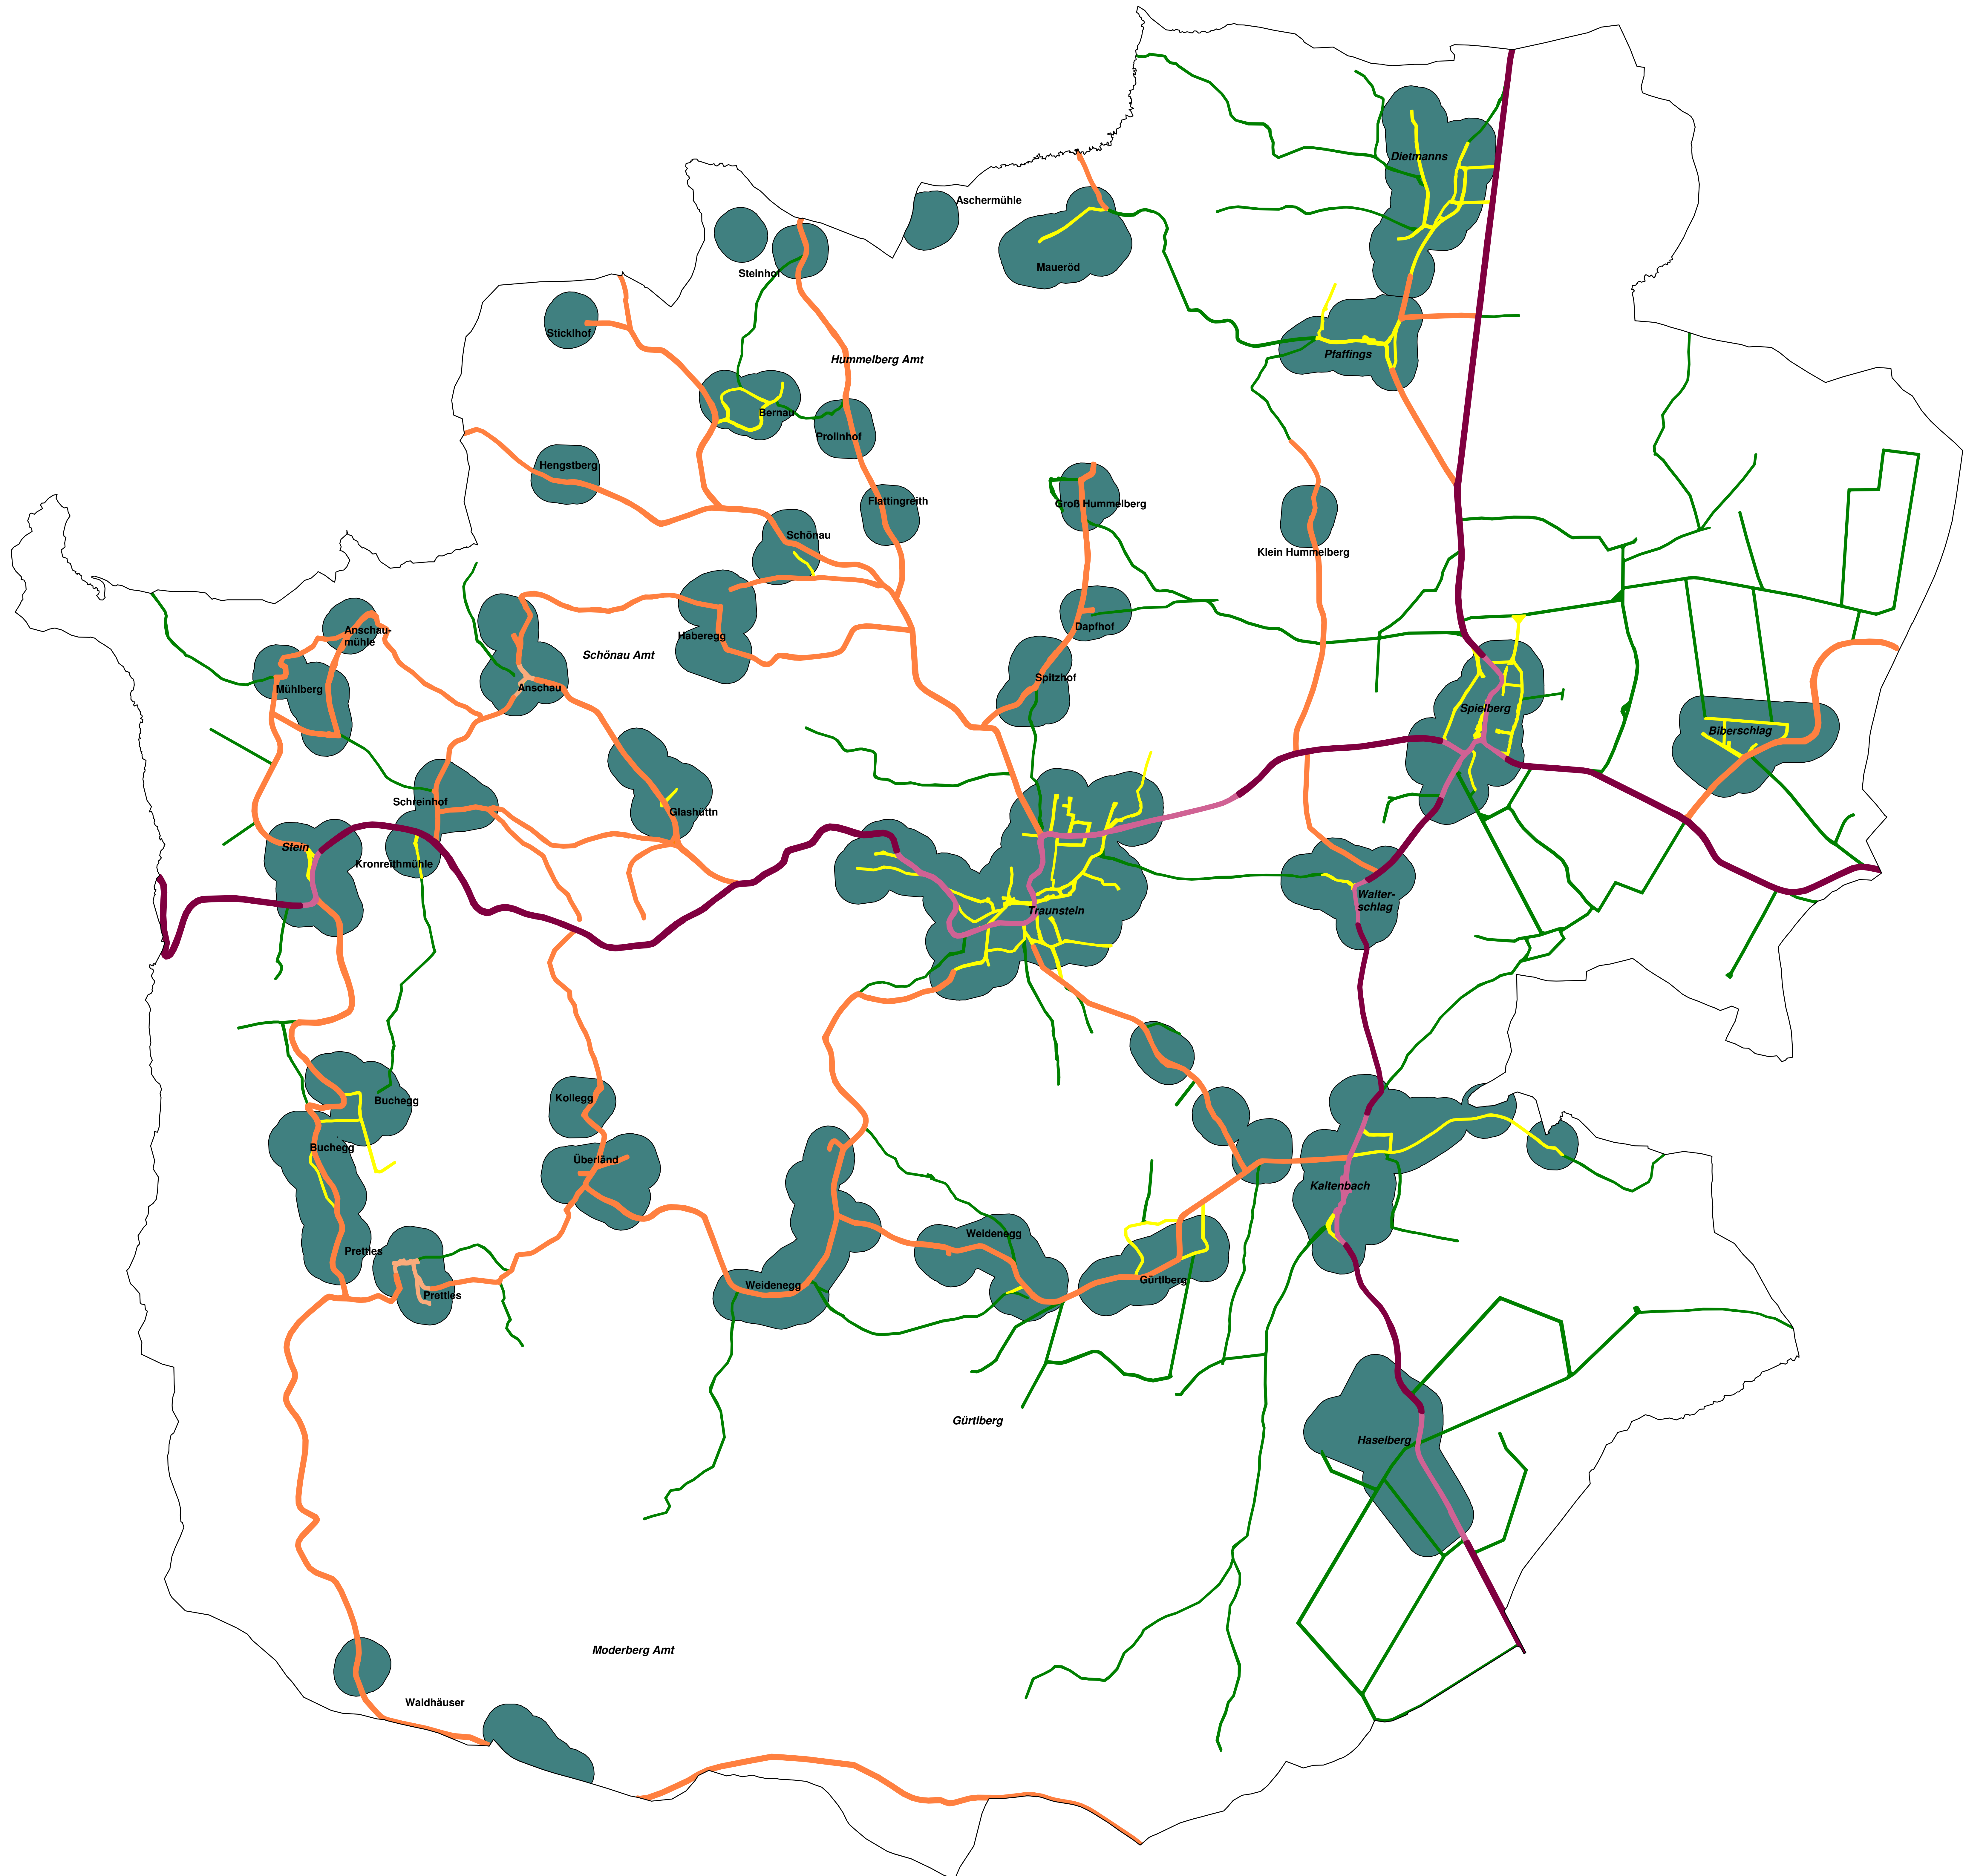 Dietmanns
Aschermühle
Maueröd
Steinhof
Sticklhof
Hummelberg Amt
Pfaffings
Bernau
Prollnhof
Hengstberg
Flattingreith
Groß Hummelberg
Schönau
Klein Hummelberg
Dapfhof
Anschau-
mühle
Haberegg
Schönau Amt
Spitzhof
Mühlberg
Anschau
Spielberg
Biberschlag
Schreinhof
Glashüttn
Stein
Kronreithmühle
Walter-
schlag
Traunstein
Kollegg
Buchegg
Buchegg
Überländ
Kaltenbach
Weidenegg
Prettles
Gürtlberg
Weidenegg
Prettles
Gürtlberg
Haselberg
Moderberg Amt
Waldhäuser